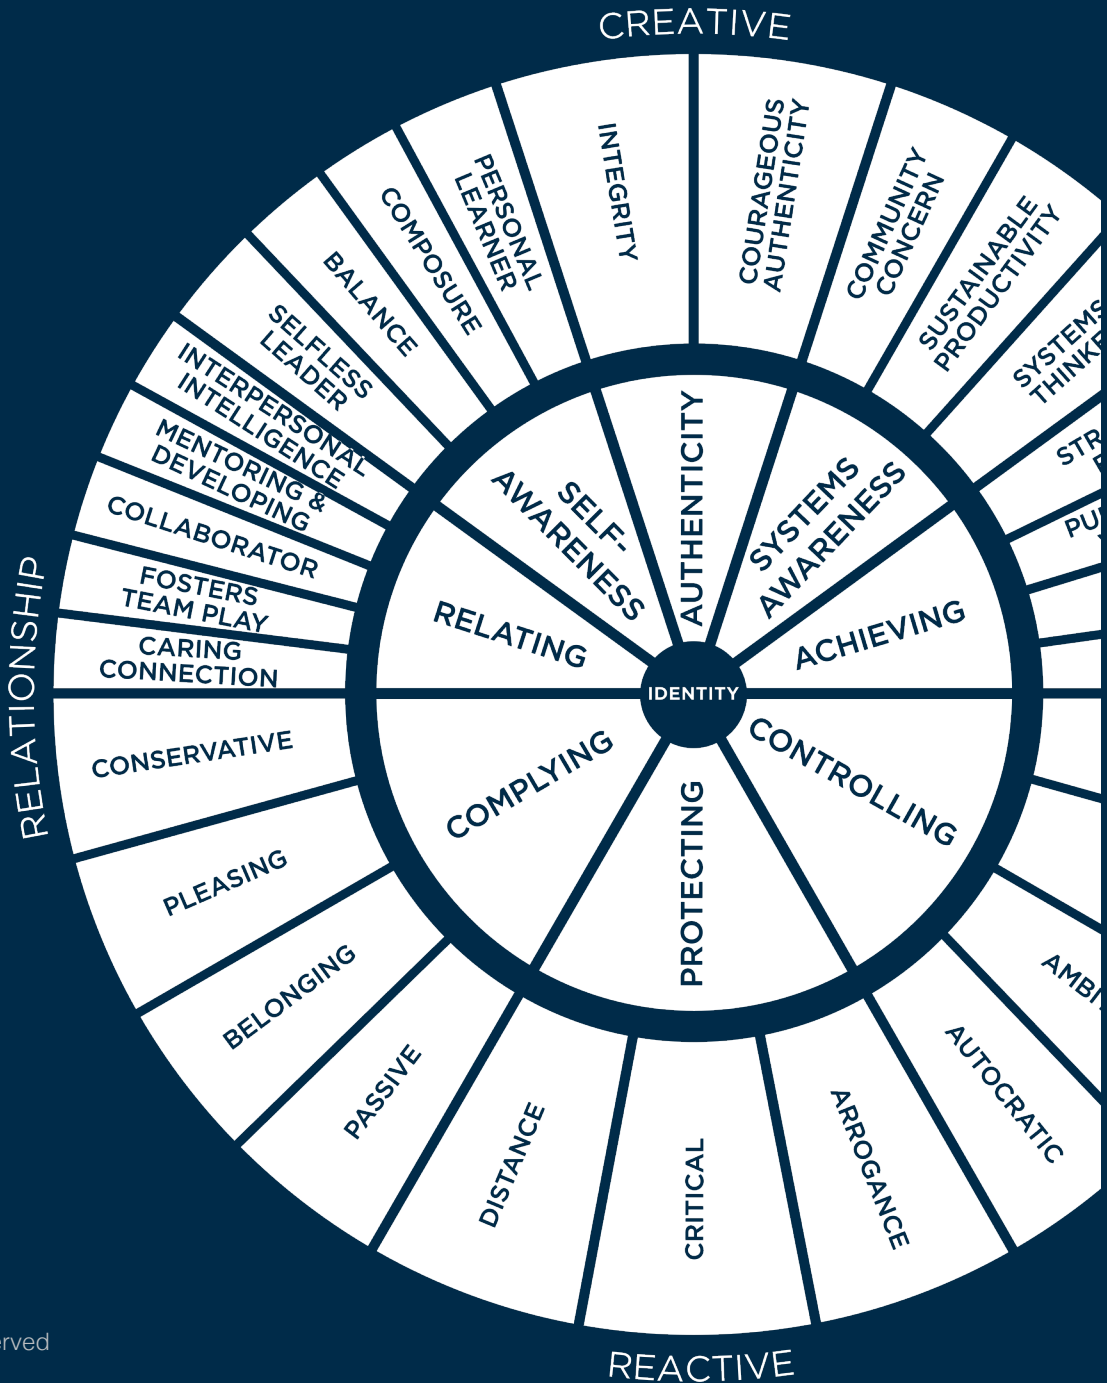 CREATIVE
INTEGRITY
COURAGEOUS
AUTHENTICITY
COMMUNITY
CONCERN
SUSTAINABLE
PRODUCTIVITY
SYSTEMS
PERSONAL
LEARNER
COMPOSURE
BALANCE
SELFLESS
LEADER
INTERPERSONAL
INTELLIGENCE
MENTORING &
DEVELOPING
COLLABORATOR
FOSTERS
TEAM PLAY
CARING
CONNECTION
RELATIONSHIP
SELF-
AWARENESS
AUTHENTICITY
SYSTEMS
AWARENESS
RELATING
ACHIEVING
IDENTITY
COMPLYING
PROTECTING
CONTROLLING
CONSERVATIVE
PLEASING
BELONGING
PASSIVE
DISTANCE
CRITICAL
ARROGANCE
AUTOCRATIC
REACTIVE